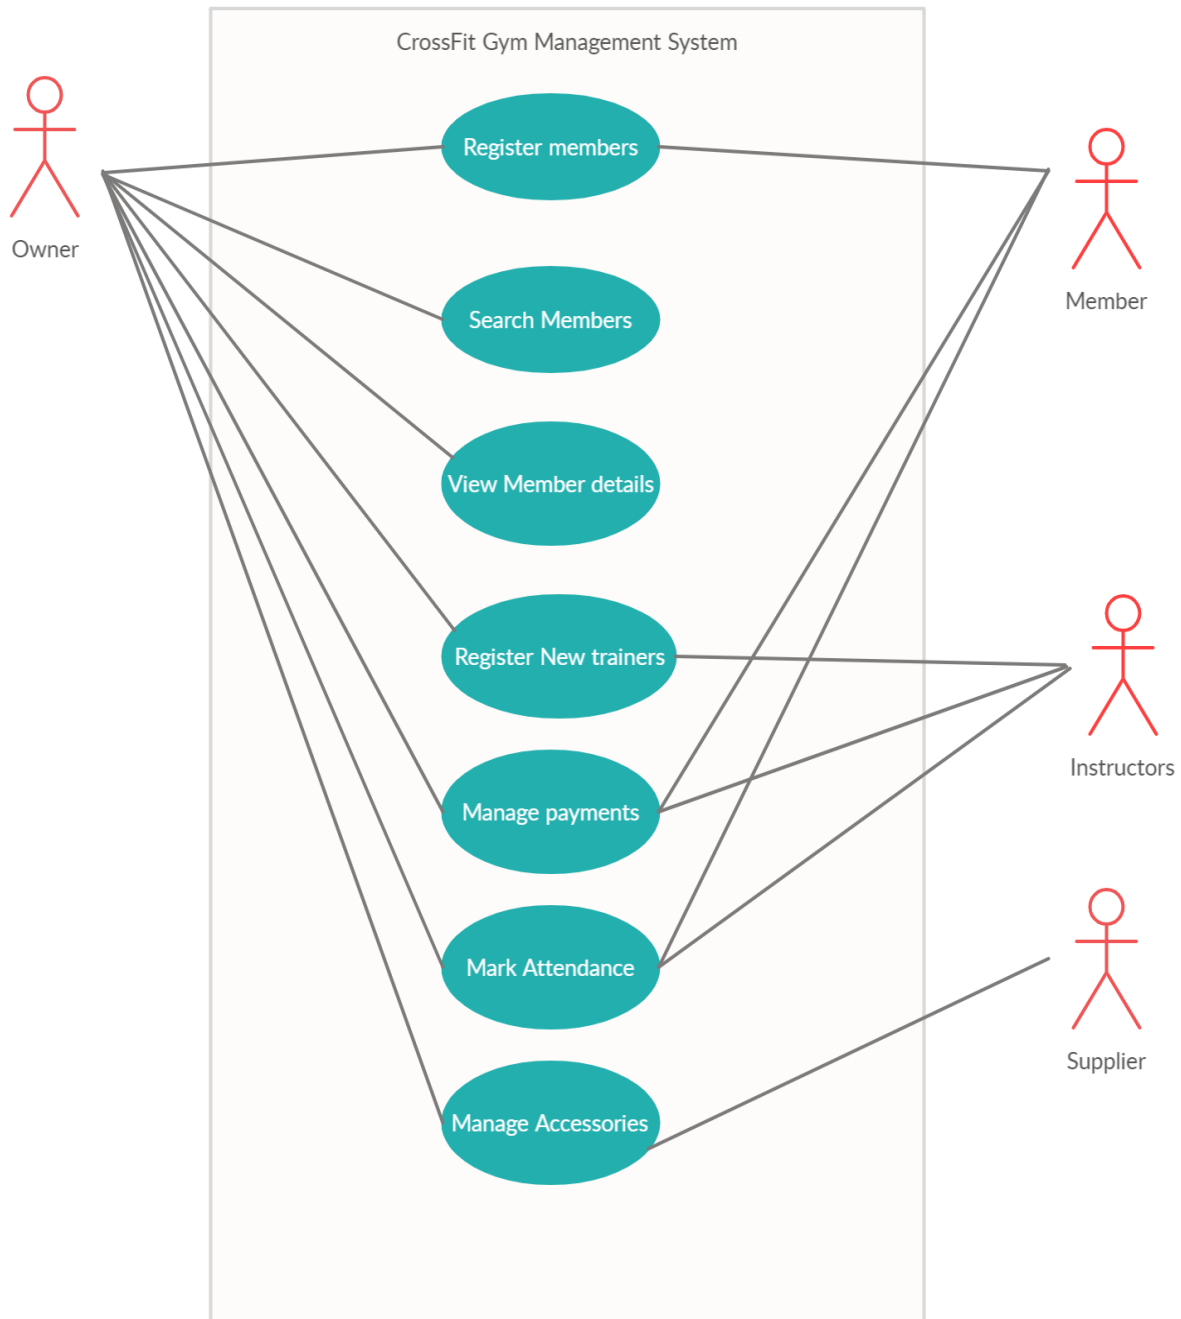 CrossFit Gym Management System
Register members
Owner
Member
Search Members
View Member details
Register New trainers
Instructors
Manage payments
Mark Attendance
Supplier
Manage Accessories